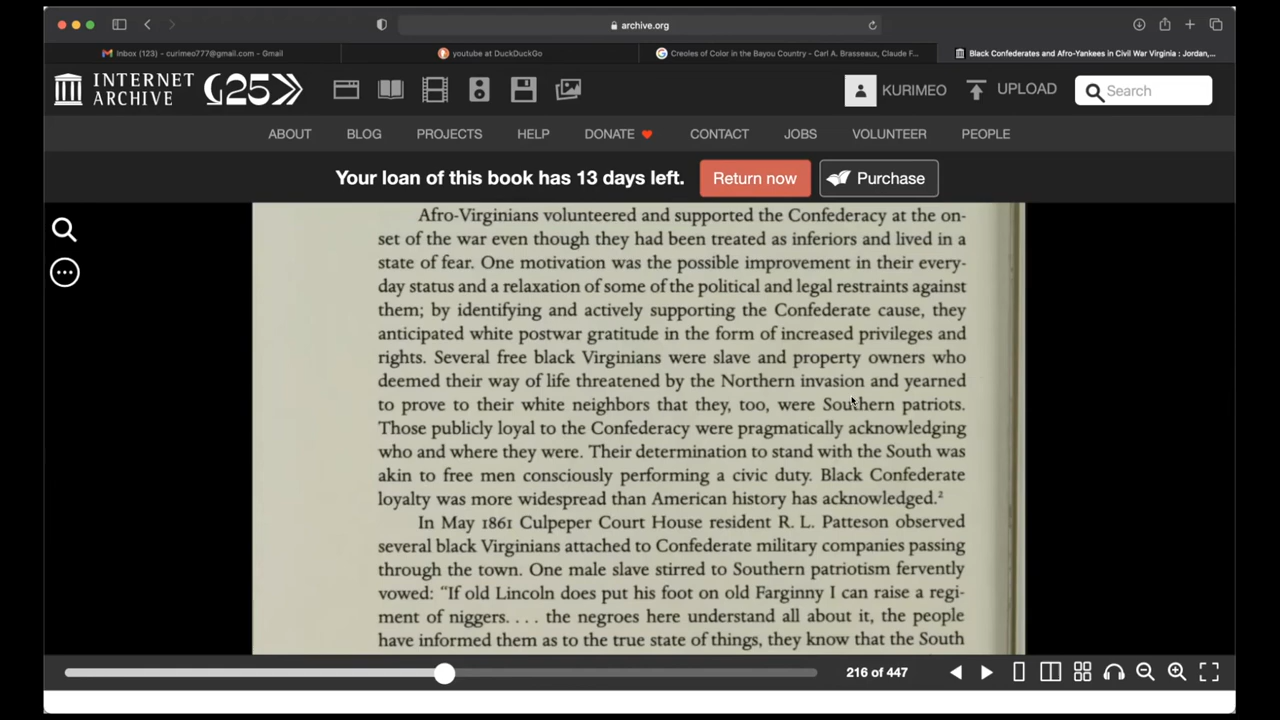 archive.org
Inbox (123) - curimeo777@gmail.com - Gmail
youtube at DuckDuckGo
Creoles of Color in the Bayou Country - Carl A. Brasseaux, Claude F...
Black Confederates and Afro-Yankees in Civil War Virginia : Jordan,...
INTERNET
ARCHIVE
25
KURIMEO
UPLOAD
Search
ABOUT
BLOG
PROJECTS
HELP
DONATE
CONTACT
JOBS
VOLUNTEER
PEOPLE
Your loan of this book has 13 days left.
Return now
Purchase
Afro-Virginians volunteered and supported the Confederacy at the on-
set of the war even though they had been treated as inferiors and lived in a
state of fear. One motivation was the possible improvement in their every-
day status and a relaxation of some of the political and legal restraints against
them; by identifying and actively supporting the Confederate cause, they
anticipated white postwar gratitude in the form of increased privileges and
rights. Several free black Virginians were slave and property owners who
deemed their way of life threatened by the Northern invasion and yearned
to prove to their white neighbors that they, too, were Southern patriots.
Those publicly loyal to the Confederacy were pragmatically acknowledging
who and where they were. Their determination to stand with the South was
akin to free men consciously performing a civic duty. Black Confederate
loyalty was more widespread than American history has acknowledged.²
In May 1861 Culpeper Court House resident R. L. Patteson observed
several black Virginians attached to Confederate military companies passing
through the town. One male slave stirred to Southern patriotism fervently
vowed: "If old Lincoln does put his foot on old Farginny I can raise a regi-
ment of niggers. . . . the negroes here understand all about it, the people
have informed them as to the true state of things, they know that the South
216 of 447